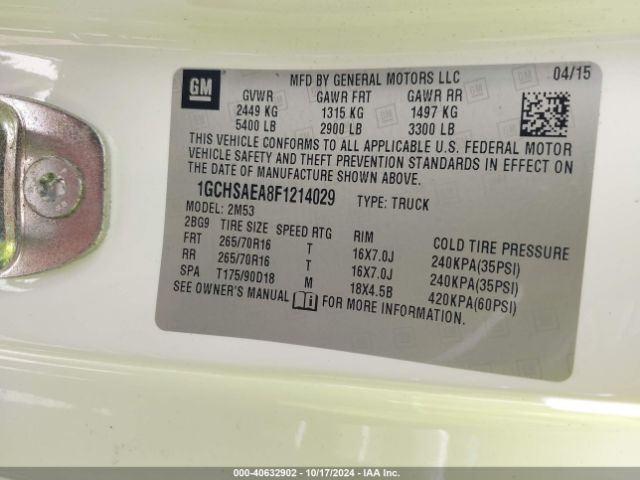 GM
MFD BY GENERAL MOTORS LLC 04/15
GVWR GAWR FRT GAWR RR
2449 KG 1315 KG 1497 KG
5400 LB 2900 LB 3300 LB
THIS VEHICLE CONFORMS TO ALL APPLICABLE U.S. FEDERAL MOTOR
VEHICLE SAFETY AND THEFT PREVENTION STANDARDS IN EFFECT ON
THE DATE OF MANUFACTURE SHOWN ABOVE.
1GCHSAEA8F1214029 TYPE: TRUCK
MODEL: 2M53
2BG9 TIRE SIZE SPEED RTG RIM COLD TIRE PRESSURE
FRT 265/70R16 T 16X7.0J 240KPA(35PSI)
RR 265/70R16 T 16X7.0J 240KPA(35PSI)
SPA T175/90D18 M 18X4.5B 420KPA(60PSI)
SEE OWNER'S MANUAL i FOR MORE INFORMATION.
000-40632902 - 10/17/2024 - IAA Inc.